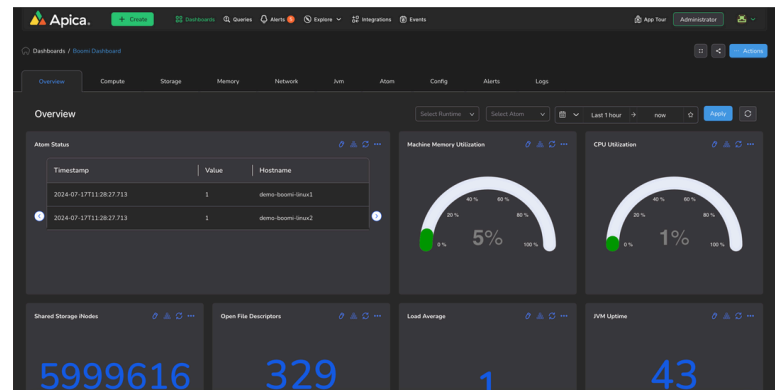 Apica. + Create Dashboards Queries Alerts Explore Integrations Events App Tour Administrator
Dashboards / Boomi Dashboard Actions
Overview Compute Storage Memory Network Jvm Atom Config Alerts Logs
Overview Select Runtime Select Atom Last 1 hour → now Apply
Atom Status
Timestamp Value Hostname
2024-07-17T11:28:27.713 1 demo-boomi-linux1
2024-07-17T11:28:27.713 1 demo-boomi-linux2
Machine Memory Utilization
0% 20% 40% 60% 80% 100%
5%
CPU Utilization
0% 20% 40% 60% 80% 100%
1%
Shared Storage iNodes
5999616
Open File Descriptors
329
Load Average
1
JVM Uptime
43